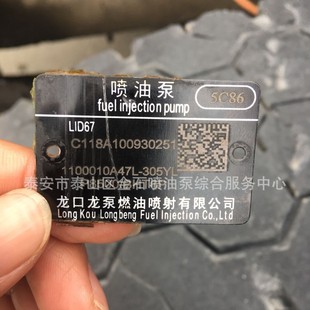 喷油泵
fuel injection pump
5C86
LID67
C118A100930251
1100010A47L-305YL
泰安市泰山区金石喷油泵综合服务中心
龙口龙泵燃油喷射有限公司
Long Kou Longbeng Fuel Injection Co.,Ltd